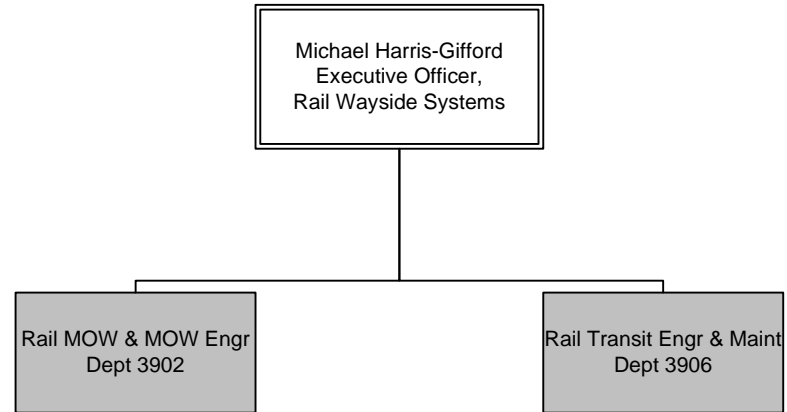 Michael Harris-Gifford
Executive Officer,
Rail Wayside Systems
Rail MOW & MOW Engr
Dept 3902
Rail Transit Engr & Maint
Dept 3906